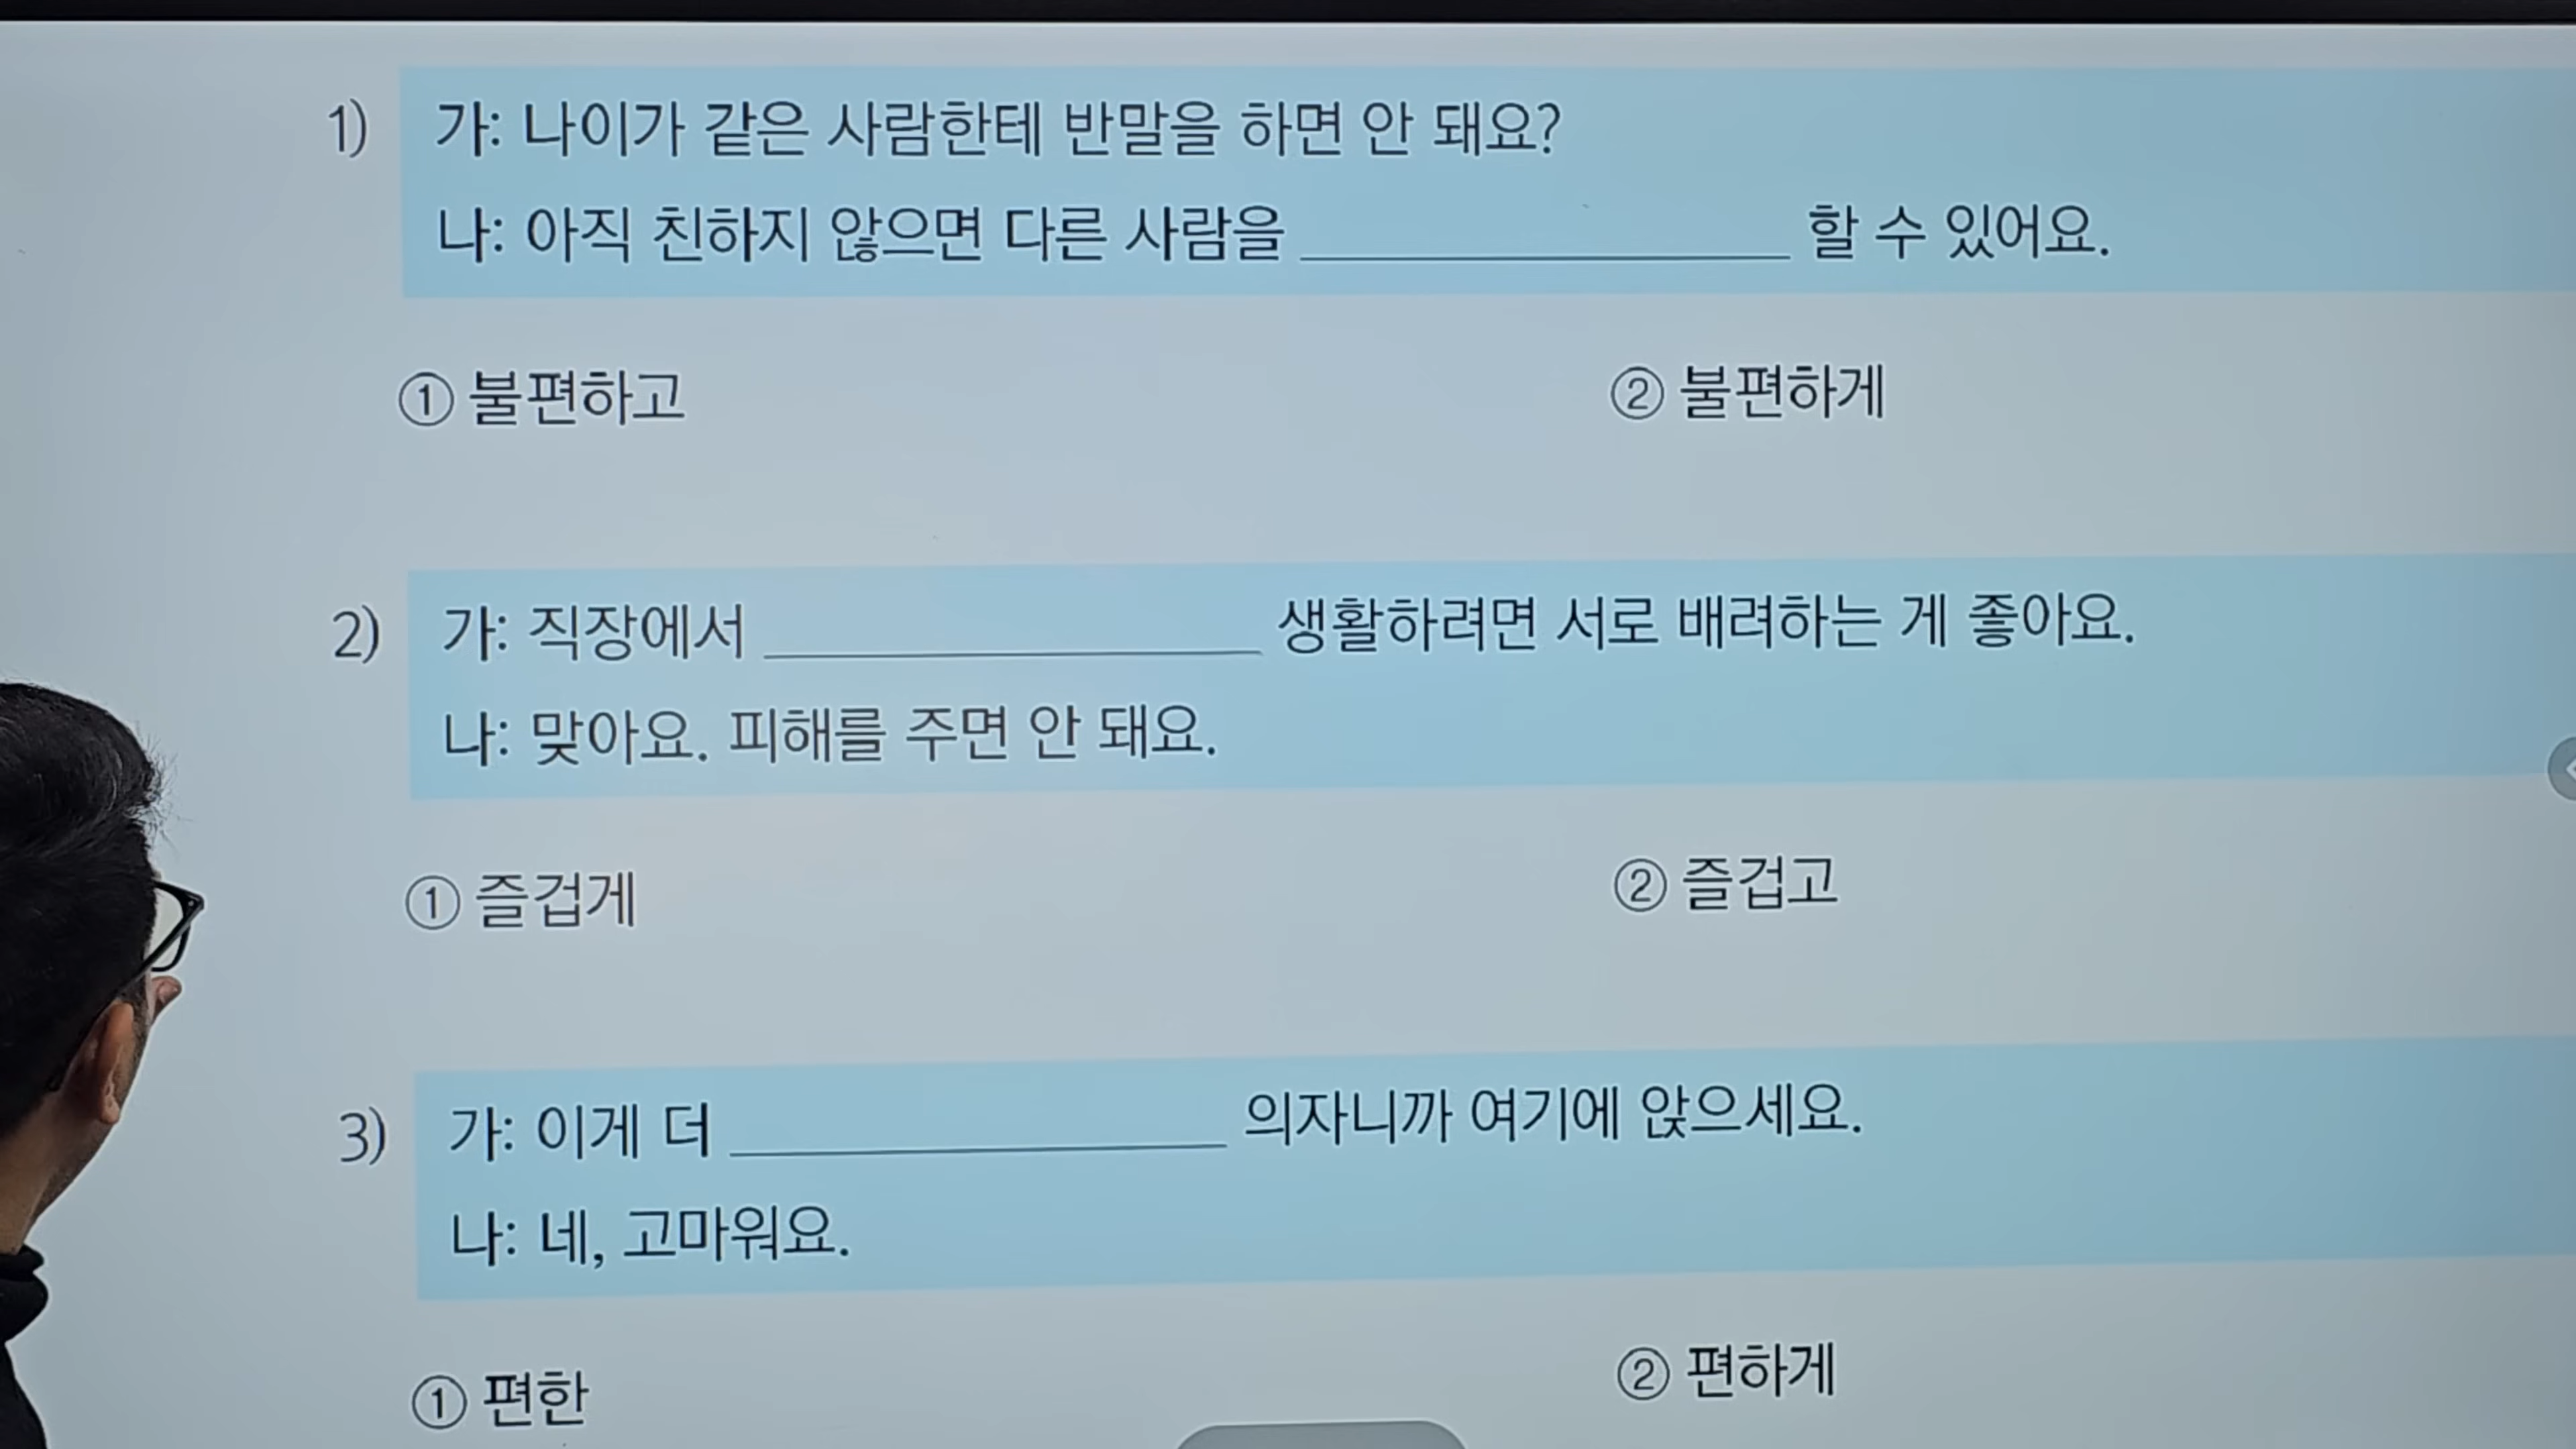 1) 가: 나이가 같은 사람한테 반말을 하면 안 돼요?
나: 아직 친하지 않으면 다른 사람을 ____________ 할 수 있어요.
① 불편하고 ② 불편하게
2) 가: 직장에서 ____________ 생활하려면 서로 배려하는 게 좋아요.
나: 맞아요. 피해를 주면 안 돼요.
① 즐겁게 ② 즐겁고
3) 가: 이게 더 ____________ 의자니까 여기에 앉으세요.
나: 네, 고마워요.
① 편한 ② 편하게